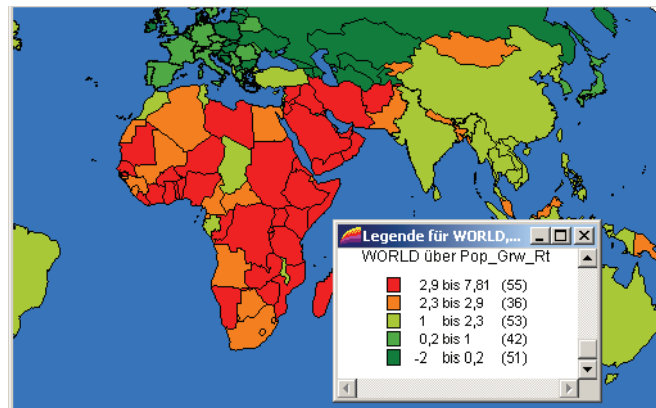 Legende für WORLD,...
WORLD über Pop_Grw_Rt
2,9 bis 7,81 (55)
2,3 bis 2,9 (36)
1 bis 2,3 (53)
0,2 bis 1 (42)
-2 bis 0,2 (51)